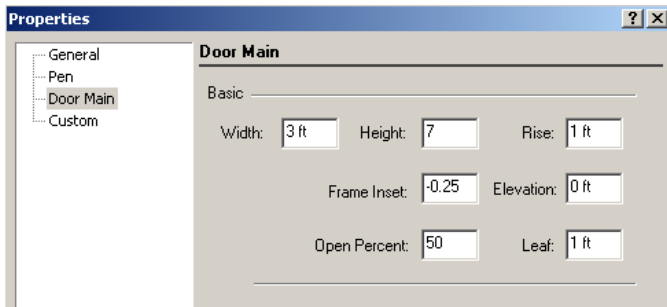 Properties
General
Pen
Door Main
Custom
Door Main
Basic
Width: 3 ft Height: 7 Rise: 1 ft
Frame Inset: -0.25 Elevation: 0 ft
Open Percent: 50 Leaf: 1 ft